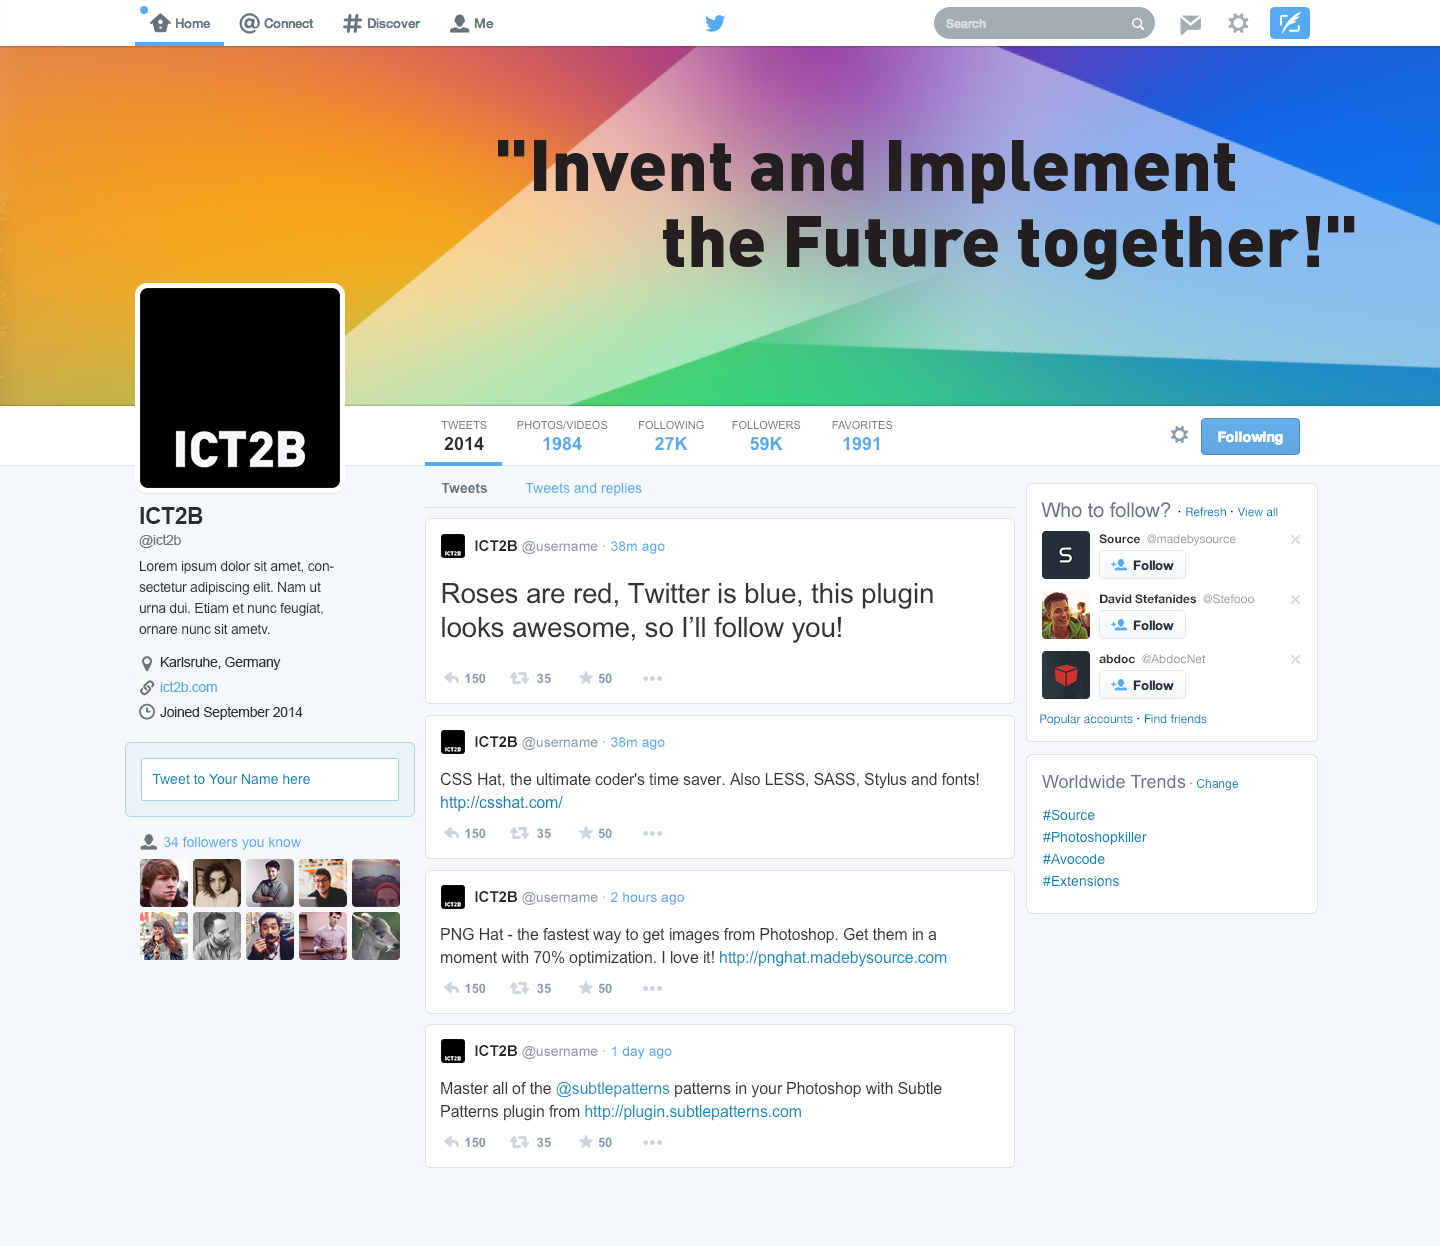 Home
Connect
Discover
Me
Search
"Invent and Implement
the Future together!"
ICT2B
TWEETS
2014
PHOTOS/VIDEOS
1984
FOLLOWING
27K
FOLLOWERS
59K
FAVORITES
1991
Following
ICT2B
@ict2b
Lorem ipsum dolor sit amet, con-
sectetur adipiscing elit. Nam ut
urna dui. Etiam et nunc feugiat,
ornare nunc sit ametv.
Karlsruhe, Germany
ict2b.com
Joined September 2014
Tweet to Your Name here
34 followers you know
Tweets
Tweets and replies
ICT2B
ICT2B @username · 38m ago
Roses are red, Twitter is blue, this plugin
looks awesome, so I’ll follow you!
150 35 50
ICT2B
ICT2B @username · 38m ago
CSS Hat, the ultimate coder's time saver. Also LESS, SASS, Stylus and fonts!
http://csshat.com/
150 35 50
ICT2B
ICT2B @username · 2 hours ago
PNG Hat - the fastest way to get images from Photoshop. Get them in a
moment with 70% optimization. I love it! http://pnghat.madebysource.com
150 35 50
ICT2B
ICT2B @username · 1 day ago
Master all of the @subtlepatterns patterns in your Photoshop with Subtle
Patterns plugin from http://plugin.subtlepatterns.com
150 35 50
Who to follow? · Refresh · View all
S
Source @madebysource
Follow
David Stefanides @Stefooo
Follow
abdoc @AbdocNet
Follow
Popular accounts · Find friends
Worldwide Trends · Change
#Source
#Photoshopkiller
#Avocode
#Extensions